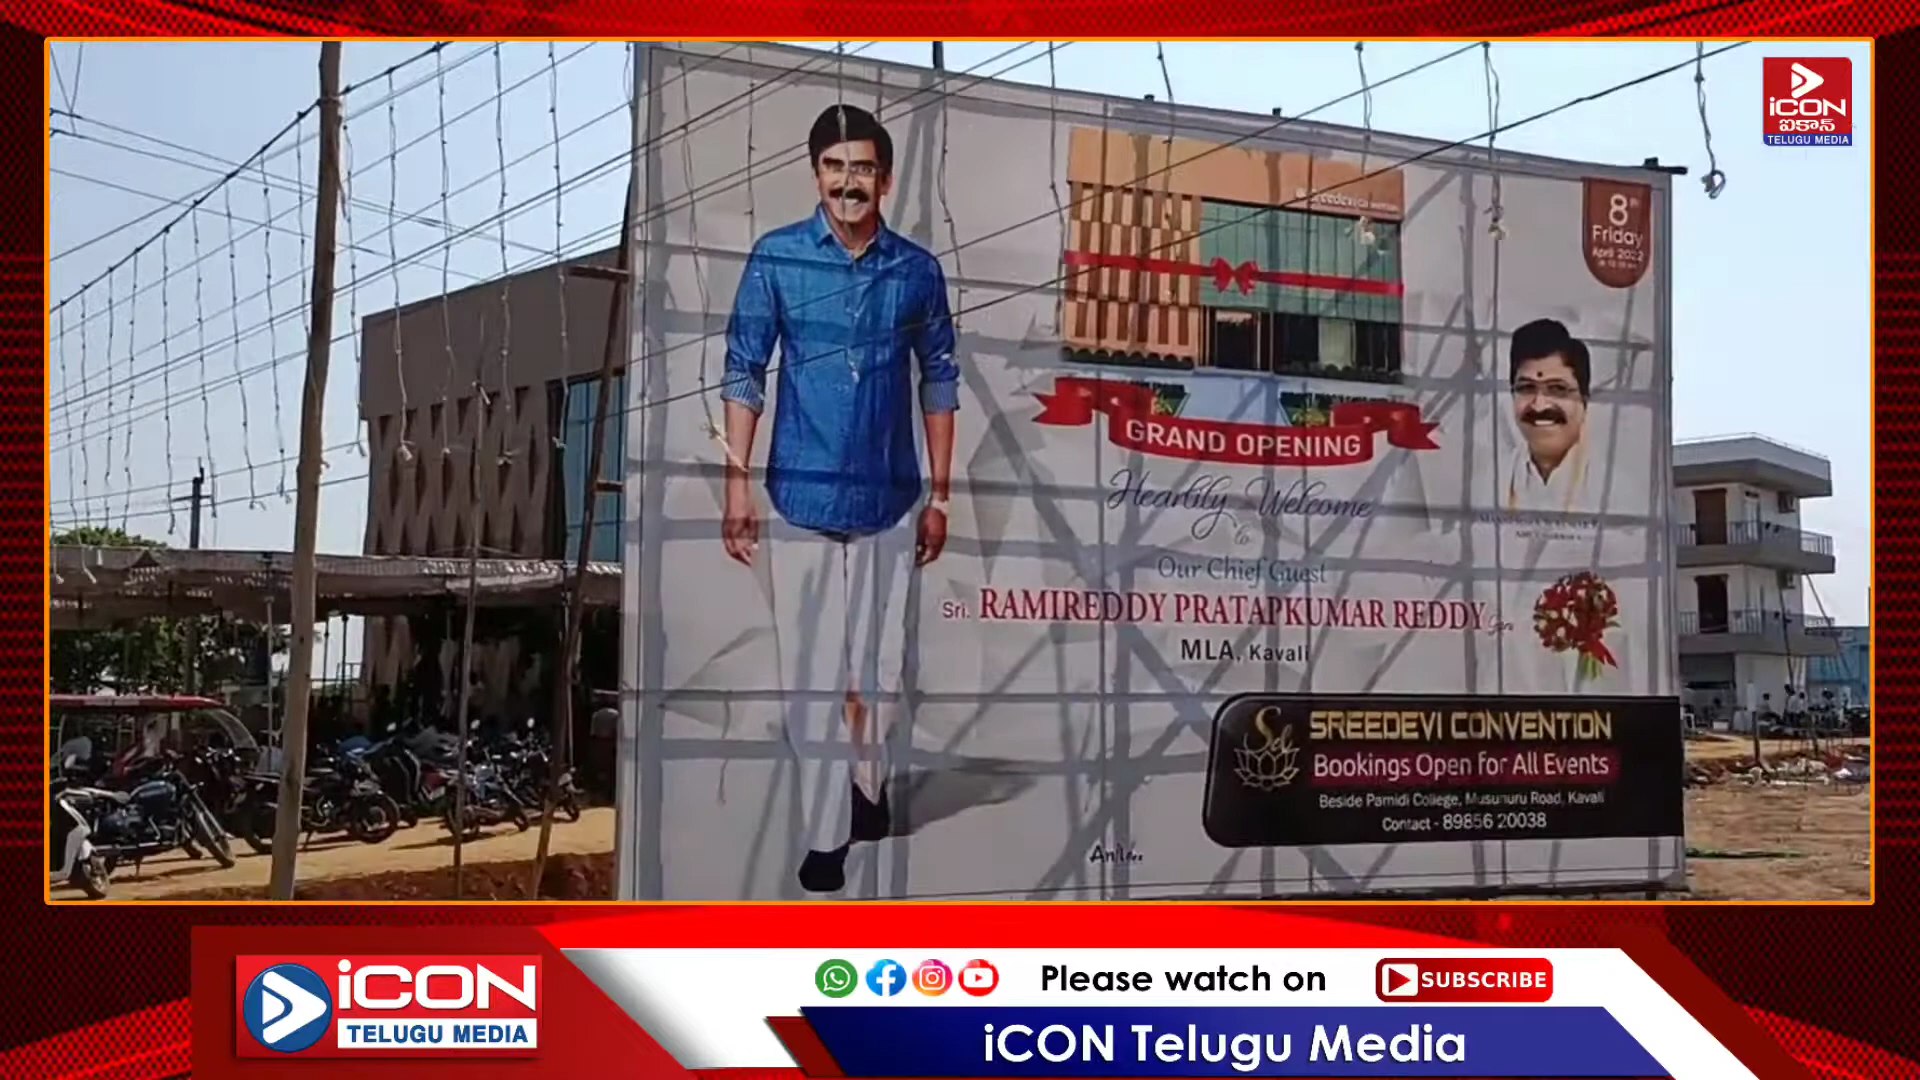 iCON
ఐకాన్
TELUGU MEDIA
8th
Friday
April 2022
GRAND OPENING
Heartily Welcome
to
Our Chief Guest
Sri. RAMIREDDY PRATAPKUMAR REDDY Garu
MLA, Kavali
Sel
SREEDEVI CONVENTION
Bookings Open for All Events
Beside Pamidi College, Musunuru Road, Kavali
Contact - 89856 20038
iCON
TELUGU MEDIA
Please watch on
SUBSCRIBE
iCON Telugu Media